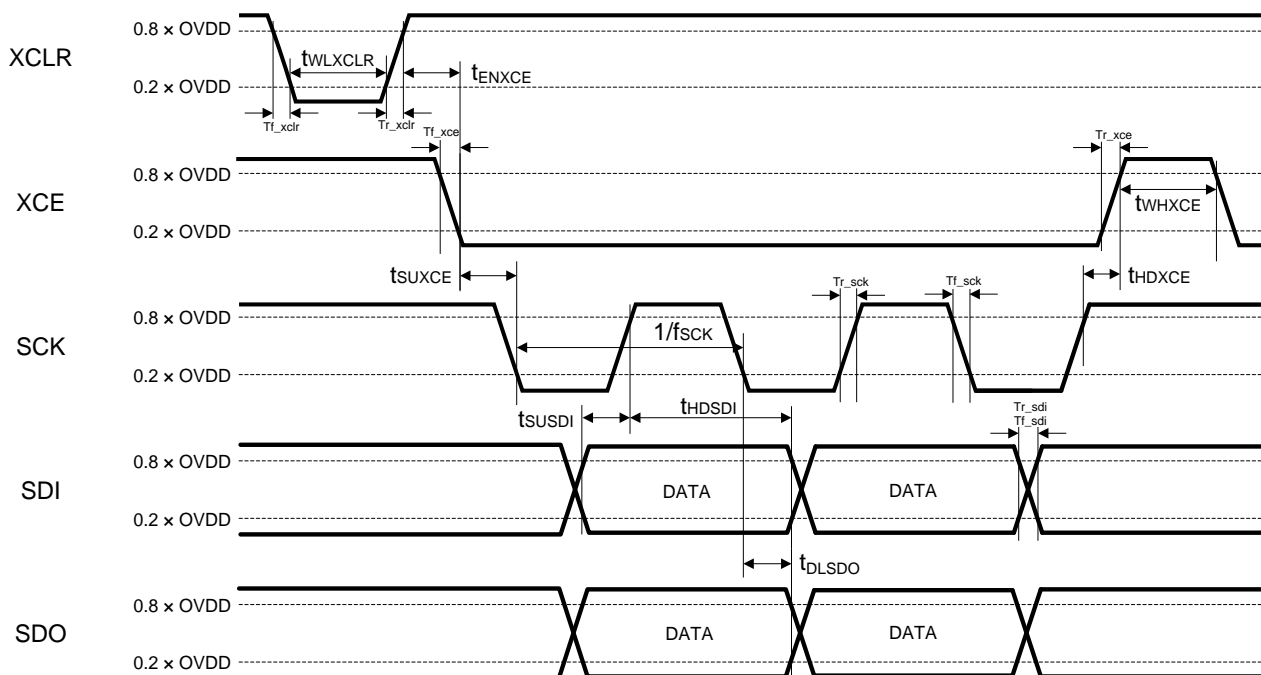 XCLR
0.8 × OVDD
0.2 × OVDD
tWLXCLR
tENXCE
Tf_xclr
Tr_xclr
XCE
0.8 × OVDD
0.2 × OVDD
Tf_xce
Tr_xce
tWHXCE
tSUXCE
tHDXCE
SCK
0.8 × OVDD
0.2 × OVDD
1/fSCK
Tr_sck
Tf_sck
tSUSDI
tHDSDI
Tr_sdi
Tf_sdi
SDI
0.8 × OVDD
0.2 × OVDD
DATA
DATA
tDLSDO
SDO
0.8 × OVDD
0.2 × OVDD
DATA
DATA